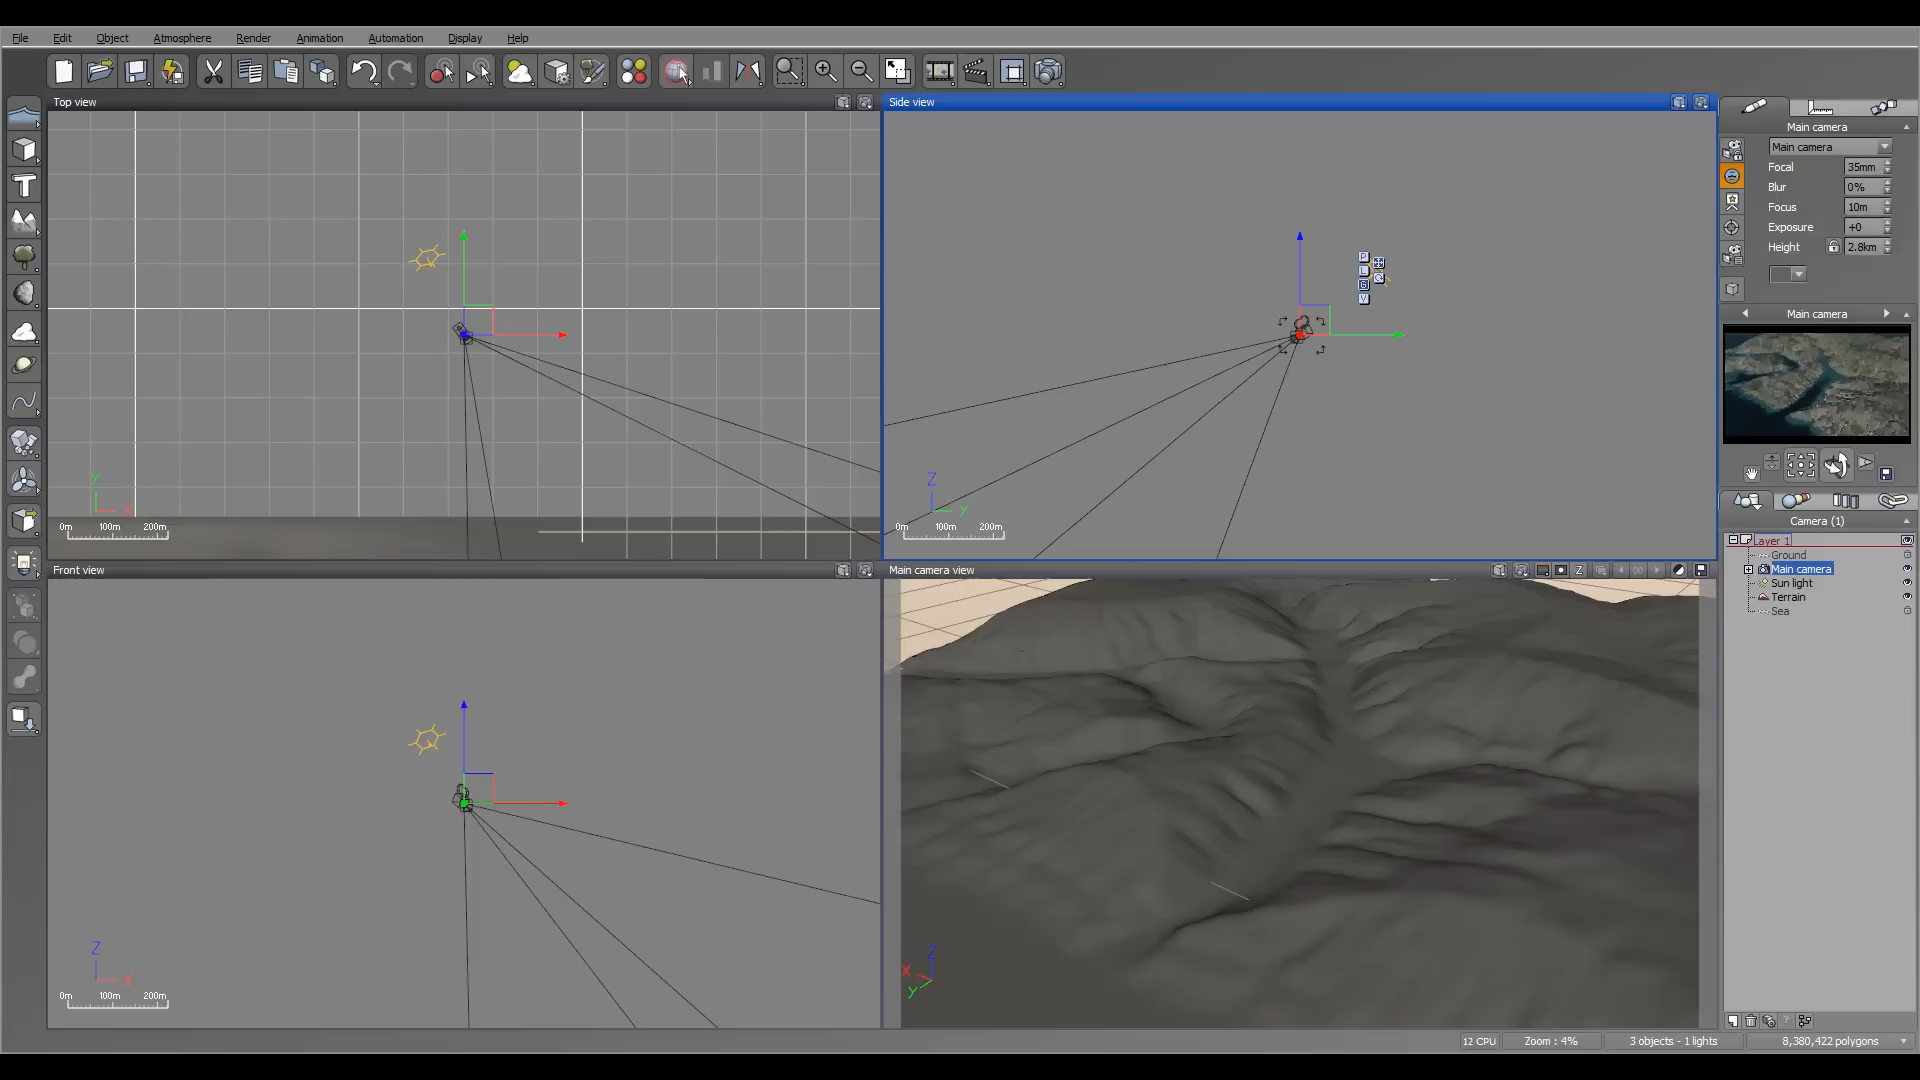 File Edit Object Atmosphere Render Animation Automation Display Help
Top view
Side view
Main camera
Main camera
Focal 35mm
Blur 0%
Focus 10m
Exposure +0
Height 2.8km
P
L
G
V
Main camera
y
X
0m 100m 200m
Z
y
0m 100m 200m
Camera (1)
Layer 1
Ground
Main camera
Sun light
Terrain
Sea
Front view
Main camera view
Z
Z
X
0m 100m 200m
Z
X
y
12 CPU Zoom : 4% 3 objects - 1 lights 8,380,422 polygons